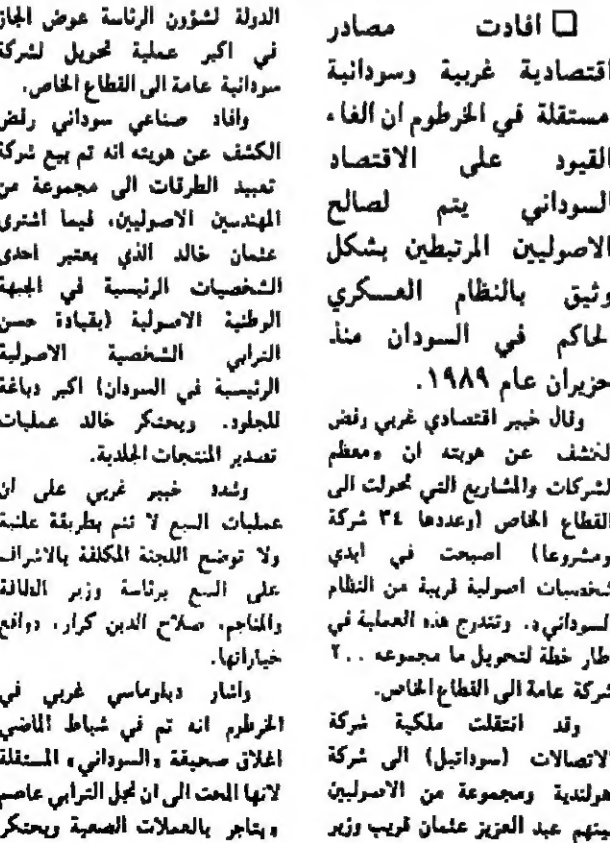 افادت مصادر
اقتصادية غربية وسودانية
مستقلة في الخرطوم ان الغاء
القيود على الاقتصاد
السوداني يتم لصالح
الاصوليين المرتبطين بشكل
وثيق بالنظام العسكري
الحاكم في السودان منذ
حزيران عام ١٩٨٩.
وقال خبير اقتصادي غربي رفض
الكشف عن هويته ان «معظم
الشركات والمشاريع التي تحولت الى
القطاع الخاص (وعددها ٣٤ شركة
ومشروعا) اصبحت في ايدي
شخصيات اصولية قريبة من النظام
السوداني». وتندرج هذه العملية في
اطار خطة لتحويل ما مجموعه ٢٠٠
شركة عامة الى القطاع الخاص.
وقد انتقلت ملكية شركة
الاتصالات (سوداتيل) الى شركة
هولندية ومجموعة من الاصوليين
بينهم عبد العزيز عثمان قريب وزير
الدولة لشؤون الرئاسة عوض الجاز
في اكبر عملية تحويل لشركة
سودانية عامة الى القطاع الخاص.
وافاد صناعي سوداني رفض
الكشف عن هويته انه تم بيع شركة
تعبيد الطرقات الى مجموعة من
المهندسين الاصوليين، فيما اشترى
عثمان خالد الذي يعتبر احدى
الشخصيات الرئيسية في الجبهة
الوطنية الاصولية (بقيادة حسن
الترابي الشخصية الاصولية
الرئيسية في السودان) اكبر دباغة
للجلود. ويحتكر خالد عمليات
تصدير المنتجات الجلدية.
وشدد خبير غربي على ان
عمليات البيع لا تتم بطريقة علنية
ولا توضح اللجنة المكلفة بالاشراف
على البيع برئاسة وزير الطاقة
والمناجم، صلاح الدين كرار، دوافع
خياراتها.
واشار ديبلوماسي غربي في
الخرطوم انه تم في شباط الماضي
اغلاق صحيفة «السوداني» المستقلة
لانها المحت الى ان نجل الترابي عاصم
«يتاجر بالعملات الصعبة ويحتكر